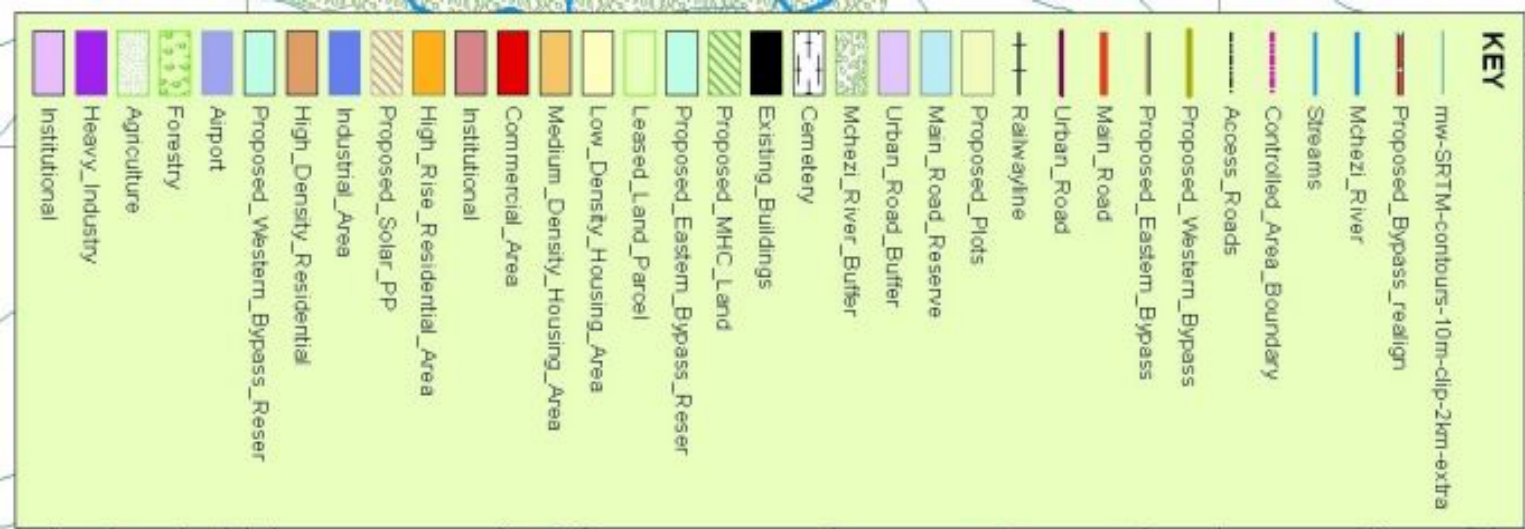 KEY
mw-SRTM-contours-10m-clip-2km-extra
Proposed_Bypass_realign
Mchezi_River
Streams
Controlled_Area_Boundary
Access_Roads
Proposed_Western_Bypass
Proposed_Eastern_Bypass
Main_Road
Urban_Road
Railwayline
Proposed_Plots
Main_Road_Reserve
Urban_Road_Buffer
Mchezi_River_Buffer
Cemetery
Existing_Buildings
Proposed_MHC_Land
Proposed_Eastern_Bypass_Reser
Leased_Land_Parcel
Low_Density_Housing_Area
Medium_Density_Housing_Area
Commercial_Area
Institutional
High_Rise_Residential_Area
Proposed_Solar_PP
Industrial_Area
High_Density_Residential
Proposed_Western_Bypass_Reser
Airport
Forestry
Agriculture
Heavy_Industry
Institutional